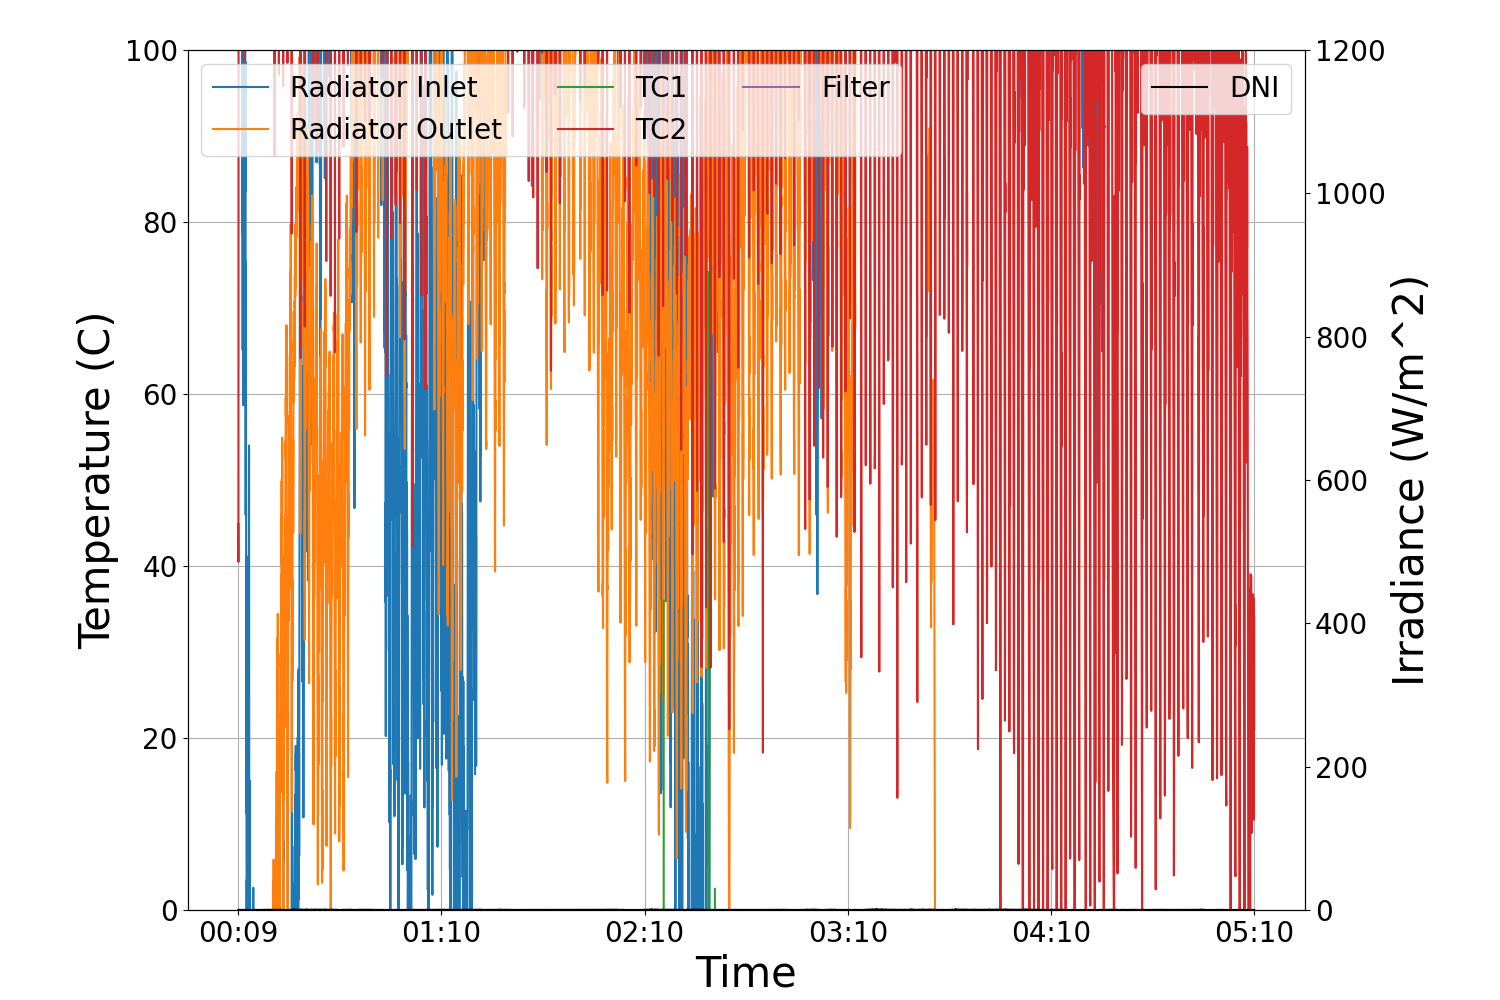 100
80
60
40
20
0
Temperature (C)
Radiator Inlet
Radiator Outlet
TC1
TC2
Filter
DNI
1200
1000
800
600
400
200
0
Irradiance (W/m^2)
00:09
01:10
02:10
03:10
04:10
05:10
Time